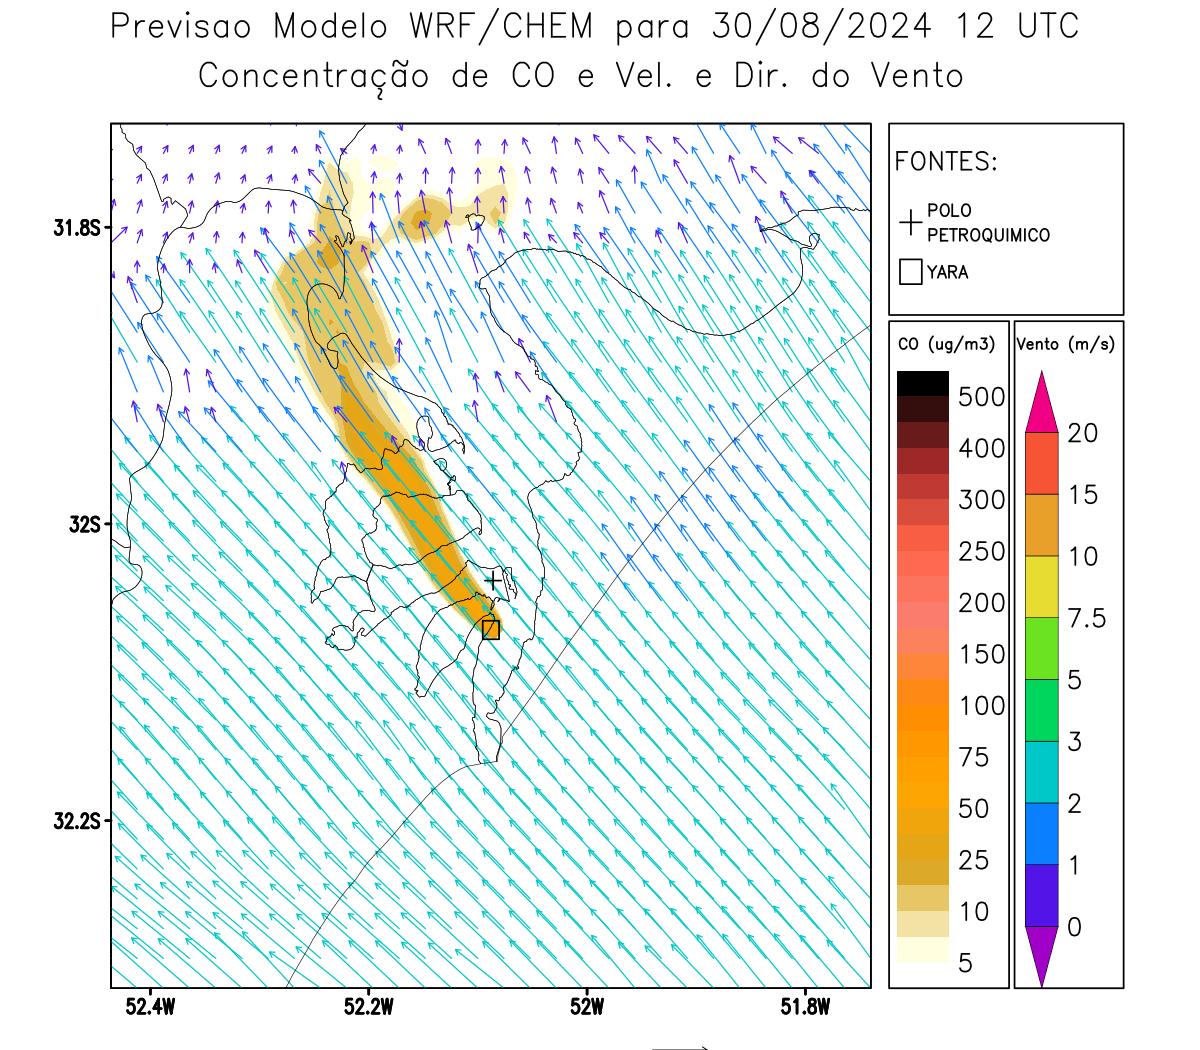 Previsao Modelo WRF/CHEM para 30/08/2024 12 UTC
Concentração de CO e Vel. e Dir. do Vento
FONTES:
POLO
PETROQUIMICO
YARA
CO (ug/m3)
500
400
300
250
200
150
100
75
50
25
10
5
Vento (m/s)
20
15
10
7.5
5
3
2
1
0
31.8S
32S
32.2S
52.4W
52.2W
52W
51.8W